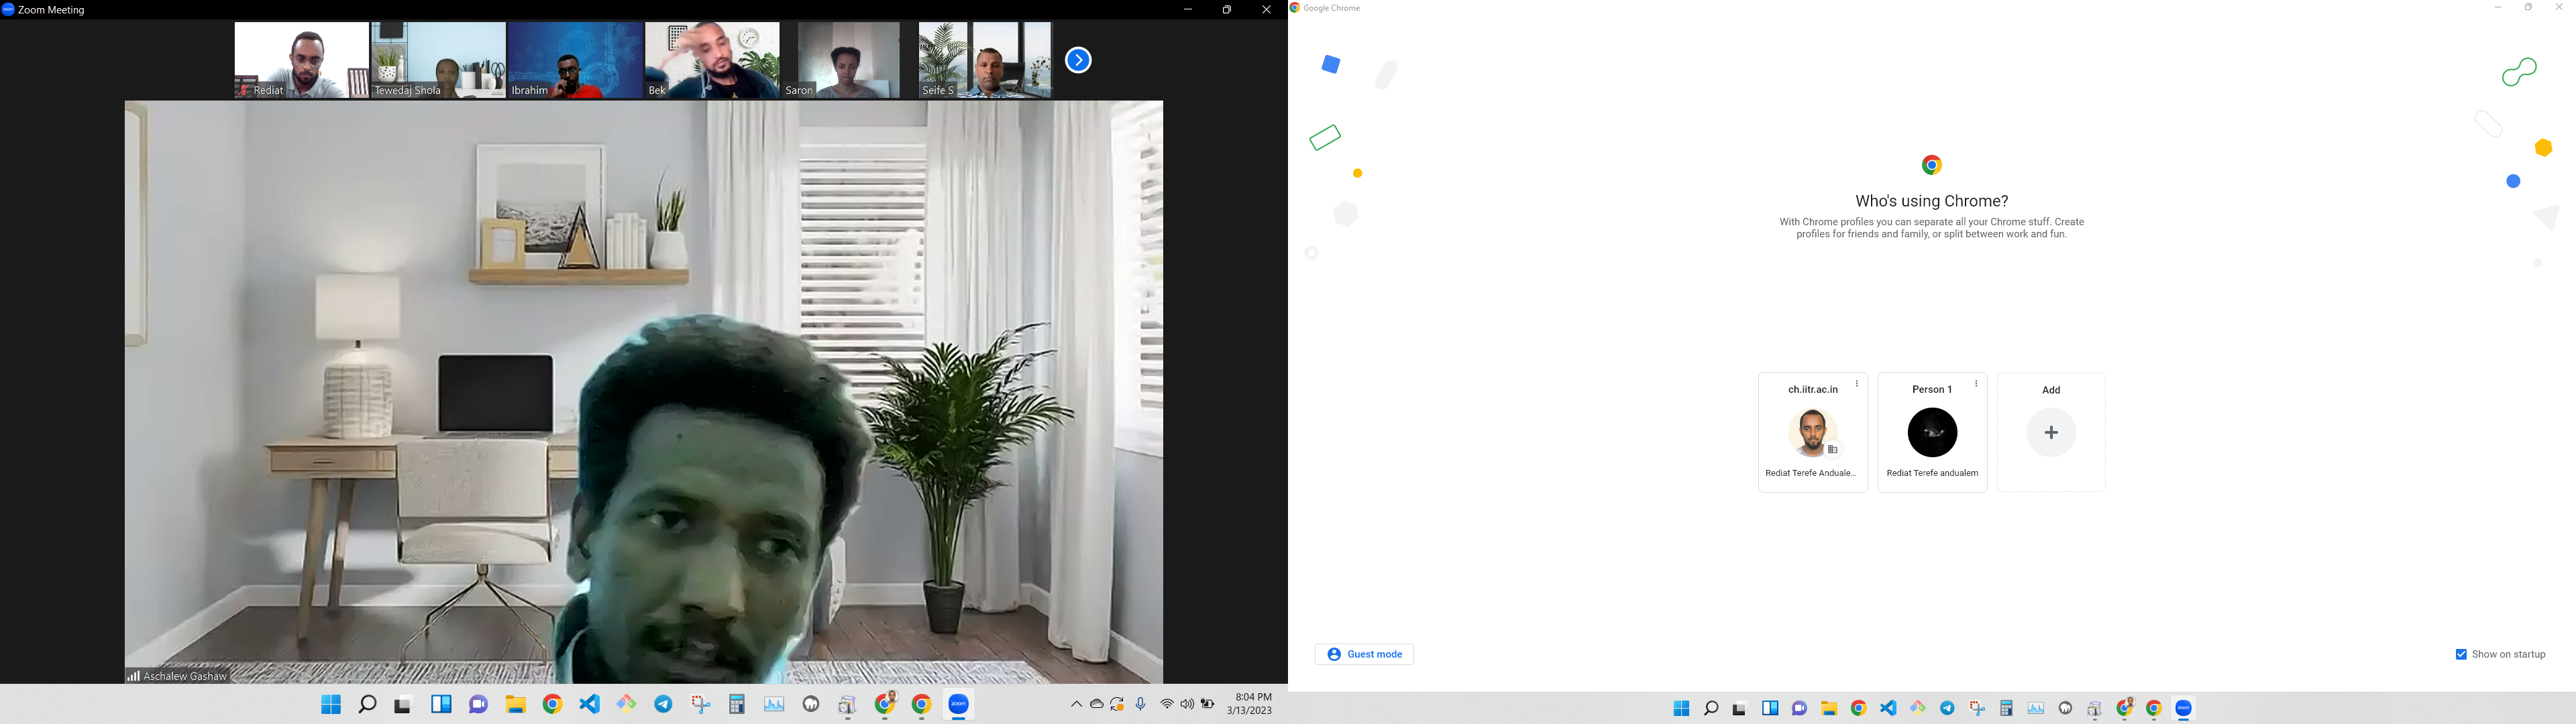 Zoom Meeting
Rediat
Tewedaj Shola
Ibrahim
Bek
Saron
Seife S
Aschalew Gashaw
zoom
8:04 PM
3/13/2023
Google Chrome
Who's using Chrome?
With Chrome profiles you can separate all your Chrome stuff. Create
profiles for friends and family, or split between work and fun.
ch.iitr.ac.in
Rediat Terefe Anduale...
Person 1
Rediat Terefe andualem
Add
Guest mode
Show on startup
zoom